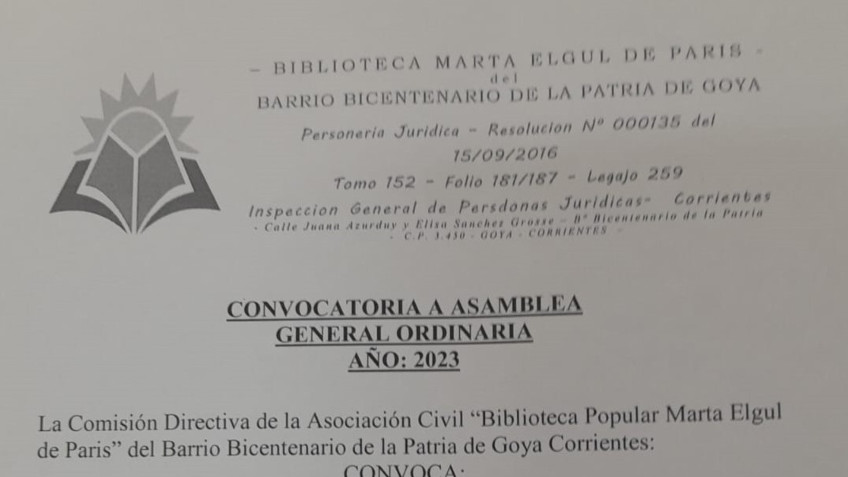 - BIBLIOTECA MARTA ELGUL DE PARIS -
del
BARRIO BICENTENARIO DE LA PATRIA DE GOYA
Personeria Juridica - Resolucion Nº 000135 del
15/09/2016
Tomo 152 - Folio 181/187 - Legajo 259
Inspeccion General de Persdonas Juridicas- Corrientes
- Calle Juana Azurduy y Elisa Sanchez Grosse - Bº Bicentenario de la Patria
- C.P. 3.450 - GOYA - CORRIENTES -
CONVOCATORIA A ASAMBLEA
GENERAL ORDINARIA
AÑO: 2023
La Comisión Directiva de la Asociación Civil “Biblioteca Popular Marta Elgul
de Paris” del Barrio Bicentenario de la Patria de Goya Corrientes:
CONVOCA: